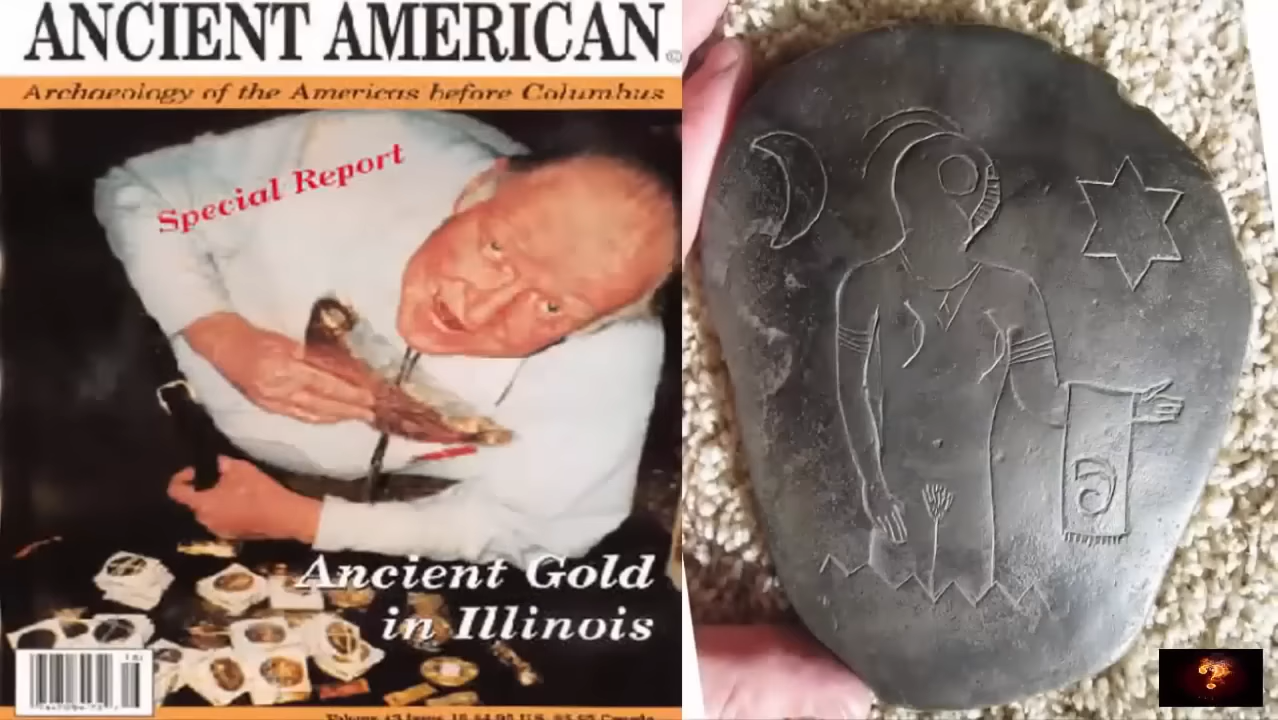 ANCIENT AMERICAN
Archaeology of the Americas before Columbus
Special Report
Ancient Gold
in Illinois